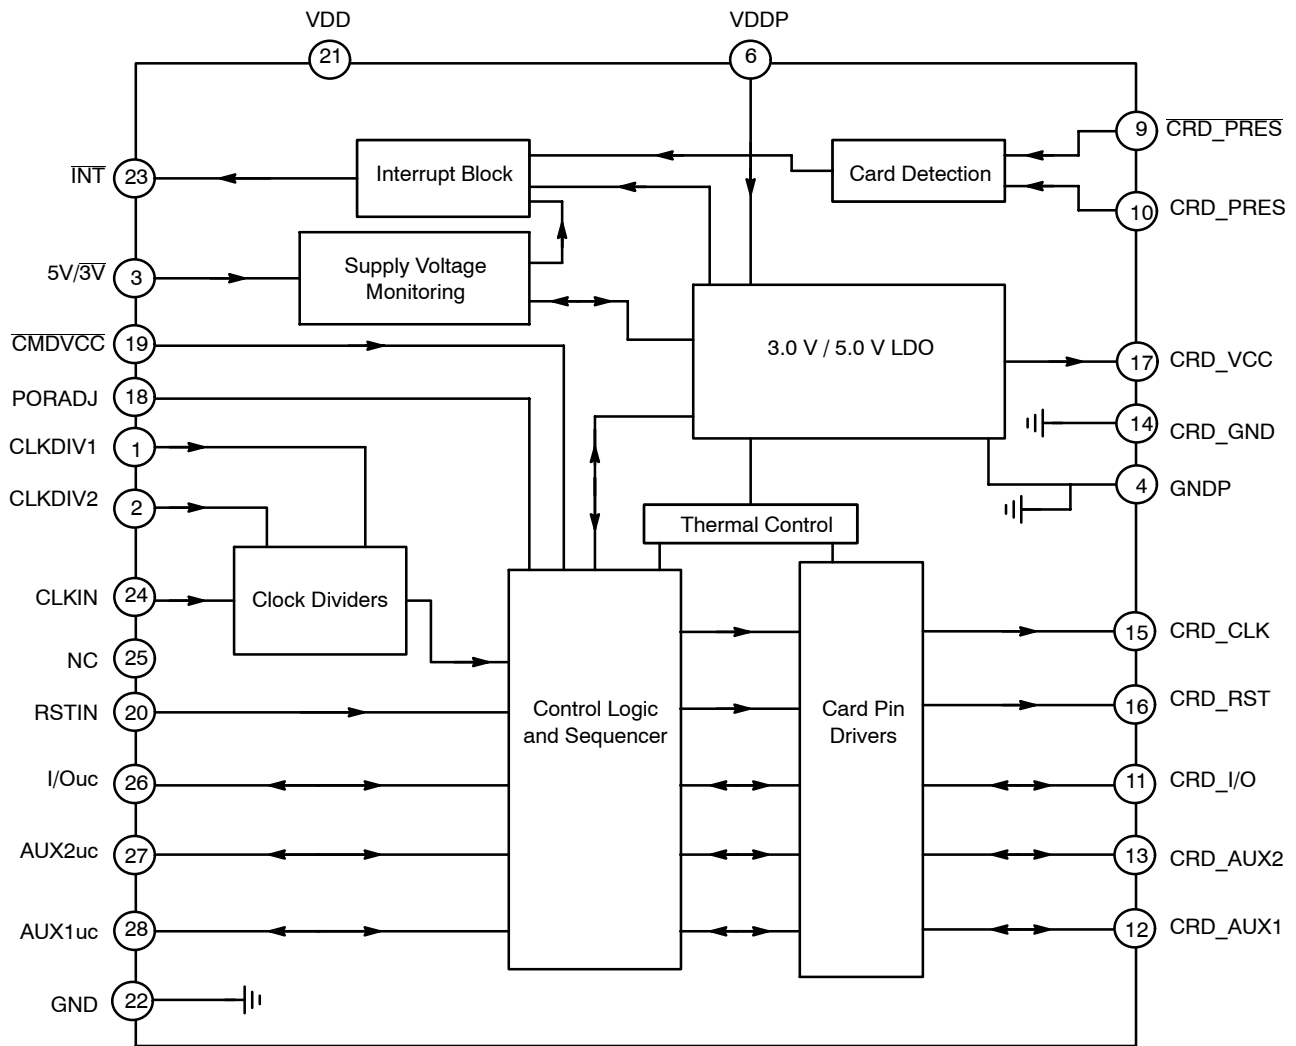 VDD
VDDP
21
6
9
CRD_PRES
INT
23
Interrupt Block
Card Detection
10
CRD_PRES
5V/3V
3
Supply Voltage
Monitoring
CMDVCC
19
3.0 V / 5.0 V LDO
17
CRD_VCC
PORADJ
18
14
CRD_GND
CLKDIV1
1
4
GNDP
CLKDIV2
2
Thermal Control
CLKIN
24
Clock Dividers
15
CRD_CLK
NC
25
RSTIN
20
Control Logic
and Sequencer
Card Pin
Drivers
16
CRD_RST
I/Ouc
26
11
CRD_I/O
AUX2uc
27
13
CRD_AUX2
AUX1uc
28
12
CRD_AUX1
GND
22